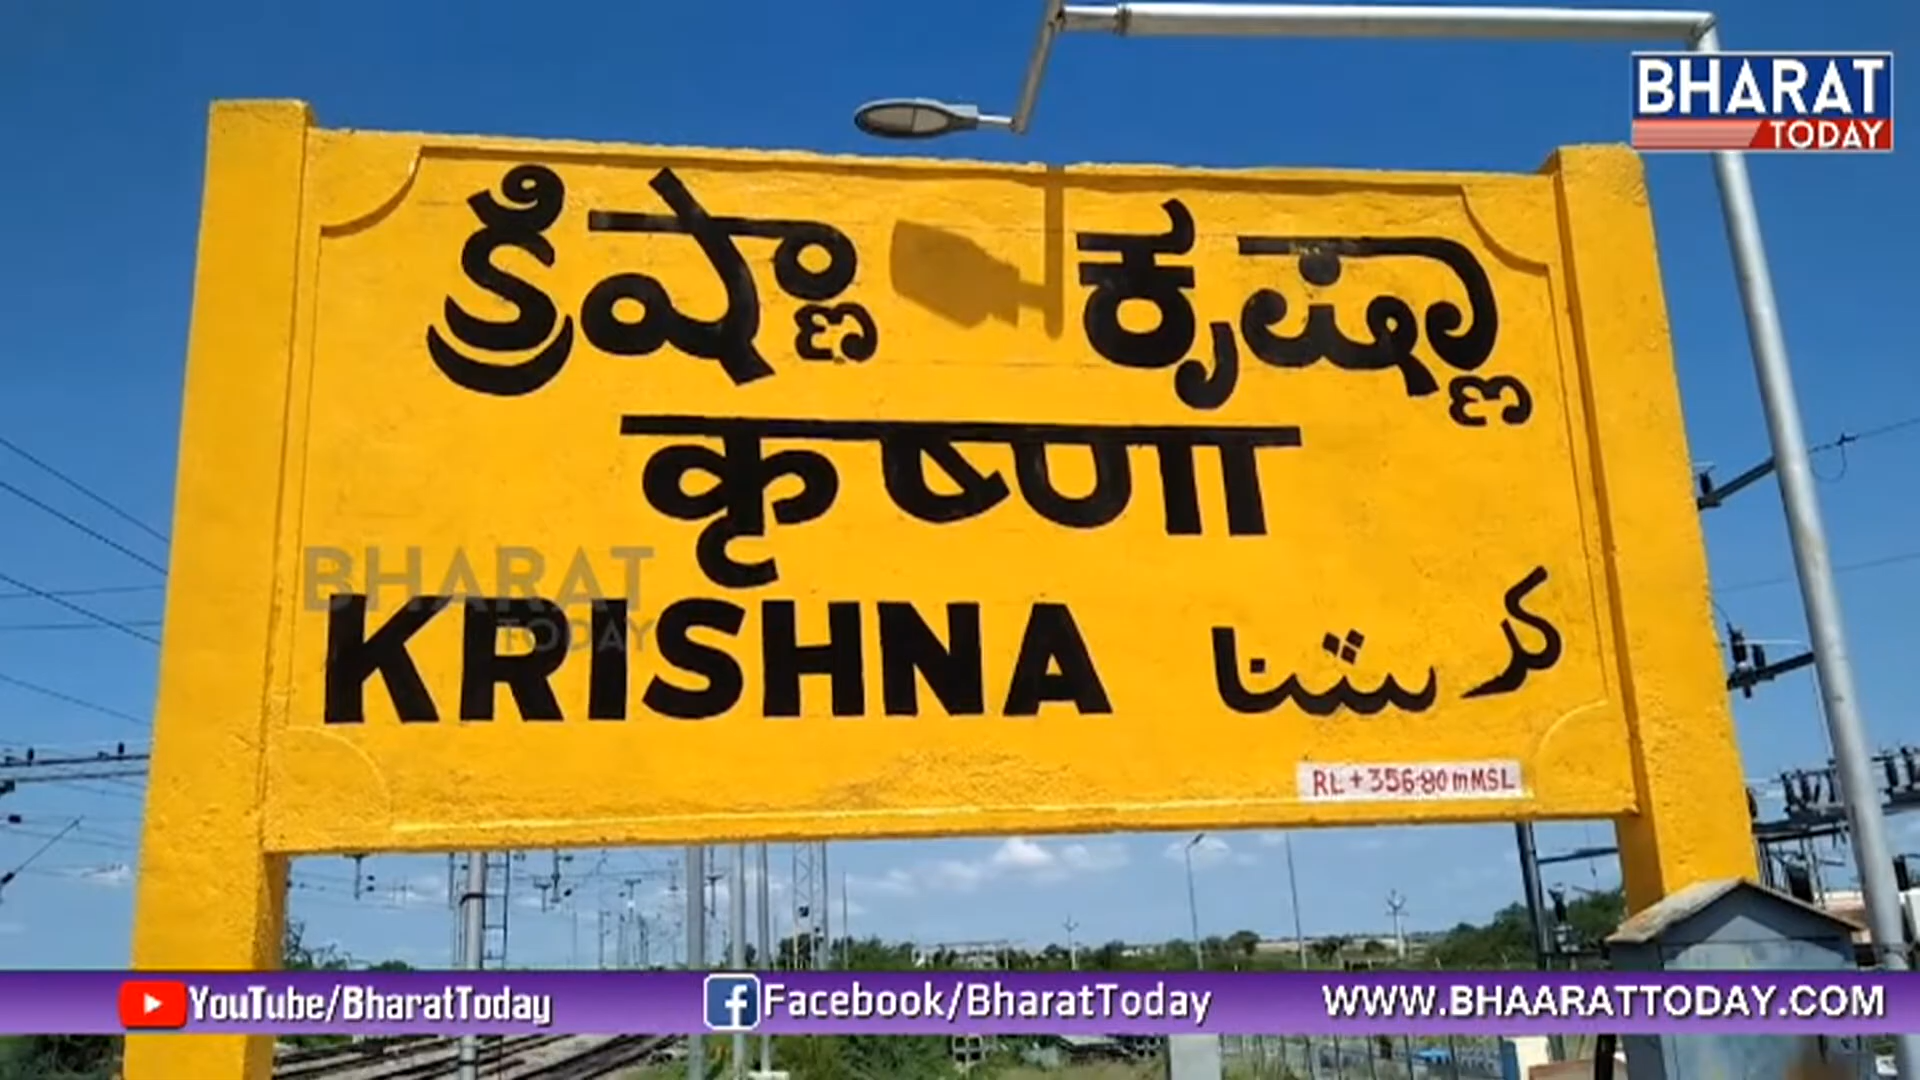 BHARAT
TODAY
క్రిష్ణా ಕೃಷ್ಣಾ
कृष्णा
BHARAT
TODAY
KRISHNA کرشنا
RL + 356.80 m MSL
YouTube/BharatToday Facebook/BharatToday WWW.BHAARATTODAY.COM